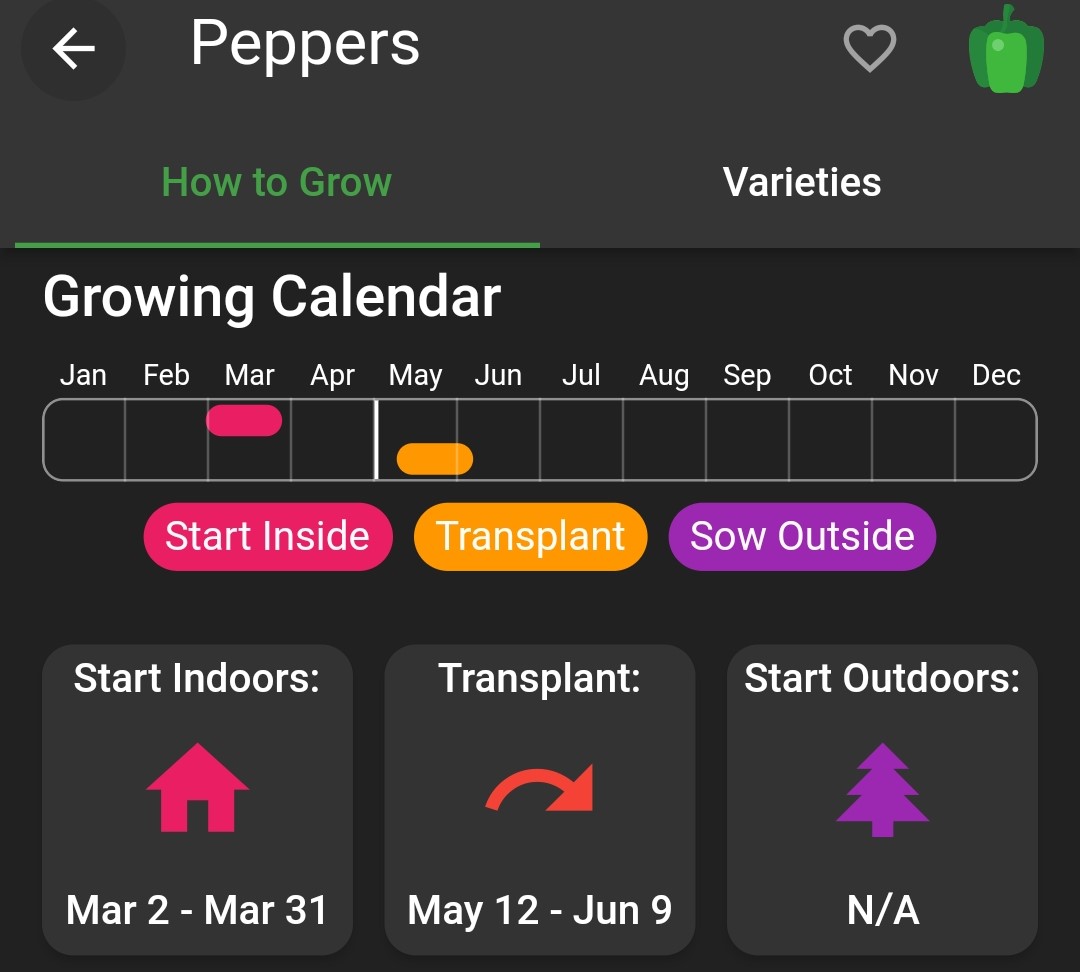 Peppers
How to Grow Varieties
Growing Calendar
Jan Feb Mar Apr May Jun Jul Aug Sep Oct Nov Dec
Start Inside Transplant Sow Outside
Start Indoors: Transplant: Start Outdoors:
Mar 2 - Mar 31 May 12 - Jun 9 N/A